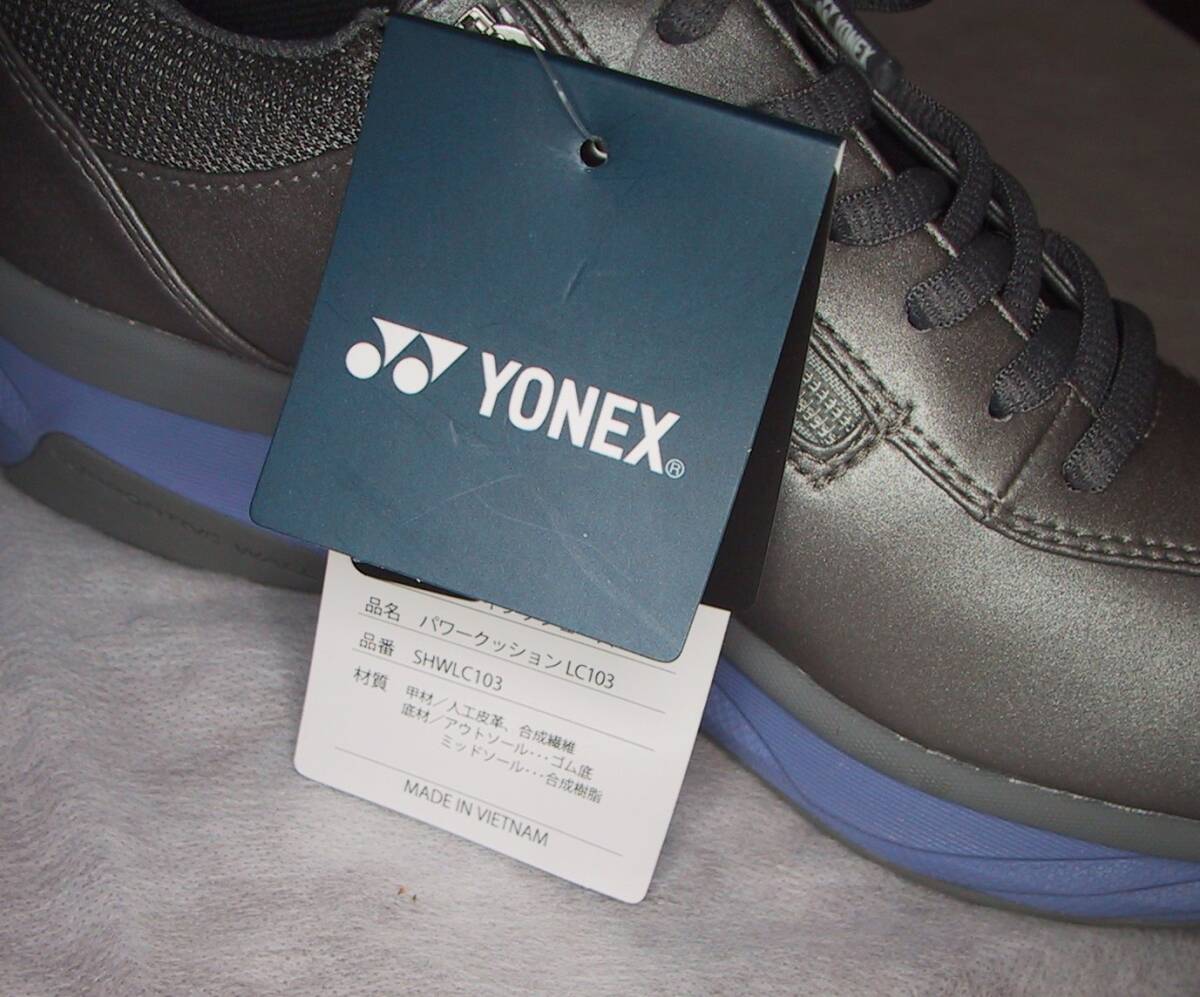 YONEX
YONEX®
品名 パワークッション LC103
品番 SHWLC103
材質 甲材／人工皮革、合成繊維
底材／アウトソール…ゴム底
ミッドソール…合成樹脂
MADE IN VIETNAM